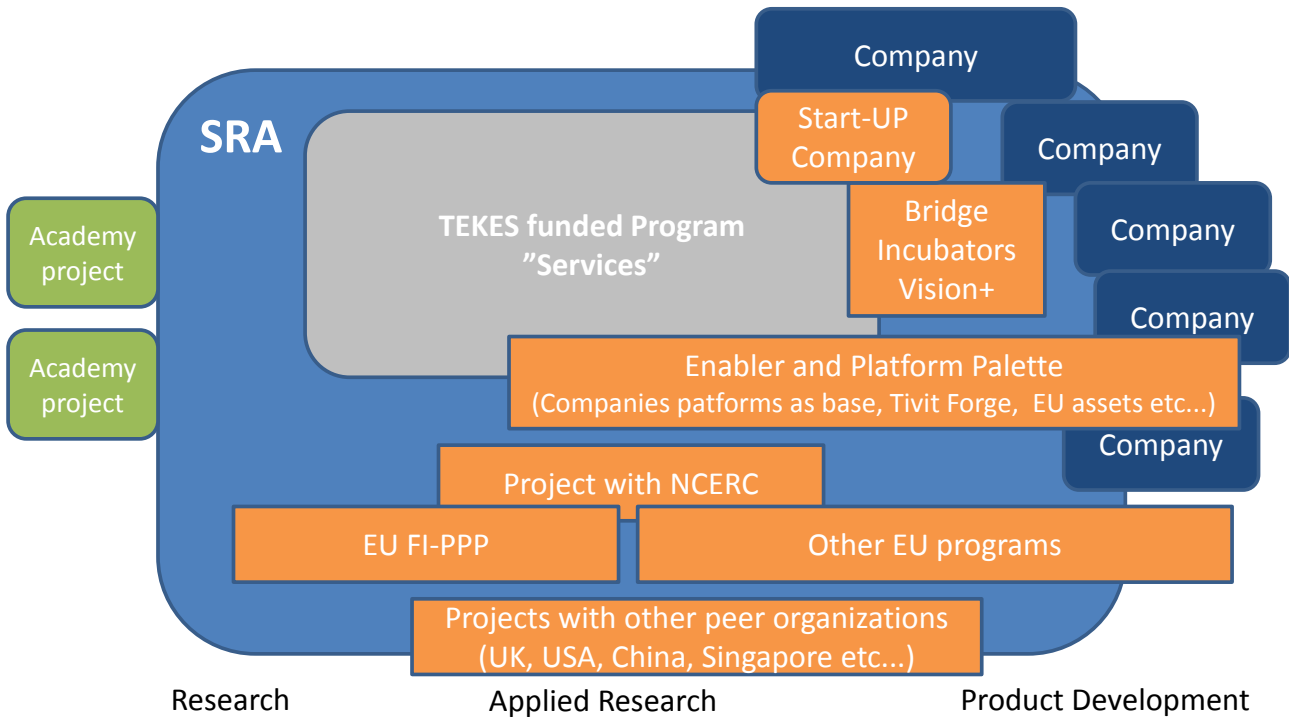 Company
SRA
Start-UP
Company
Company
TEKES funded Program
”Services”
Bridge
Incubators
Vision+
Company
Academy
project
Company
Academy
project
Enabler and Platform Palette
(Companies patforms as base, Tivit Forge,  EU assets etc...)
Company
Project with NCERC
EU FI-PPP
Other EU programs
Projects with other peer organizations
(UK, USA, China, Singapore etc...)
Research
Applied Research
Product Development